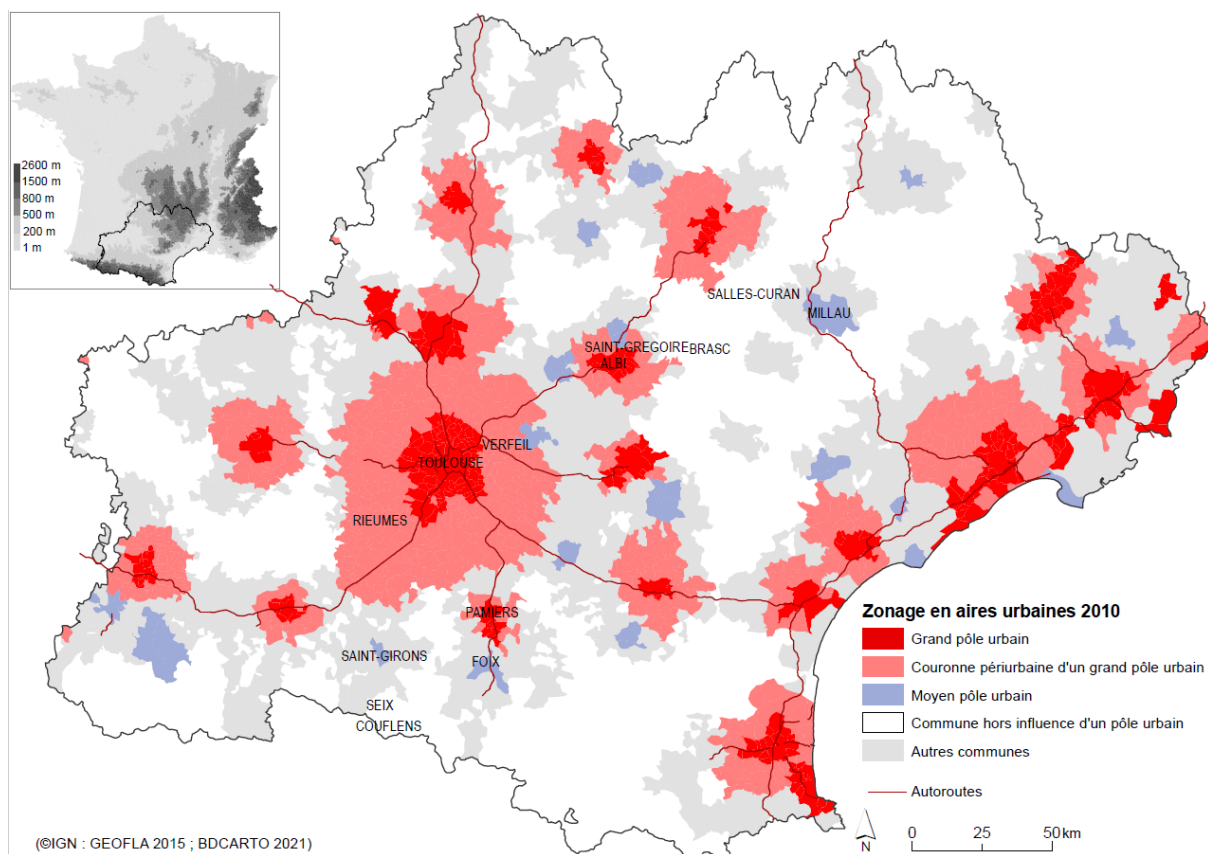 2600 m
1500 m
800 m
500 m
200 m
1 m
SALLES-CURAN
MILLAU
SAINT-GREGOIRE
BRASC
ALBI
VERFEIL
TOULOUSE
RIEUMES
PAMIERS
SAINT-GIRONS
FOIX
SEIX
COUFLENS
Zonage en aires urbaines 2010
Grand pôle urbain
Couronne périurbaine d'un grand pôle urbain
Moyen pôle urbain
Commune hors influence d'un pôle urbain
Autres communes
Autoroutes
N
0 25 50 km
(©IGN : GEOFLA 2015 ; BDCARTO 2021)